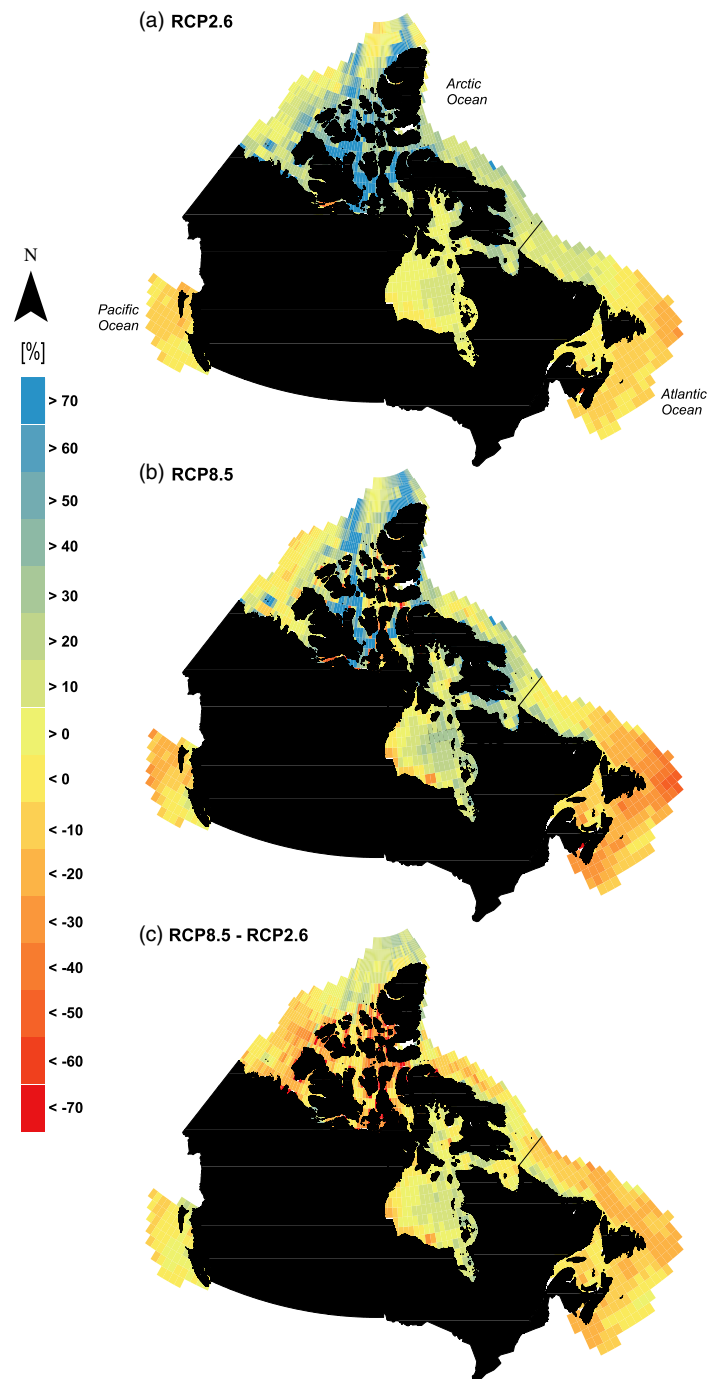 (a) RCP2.6
Arctic
Ocean
N
Pacific
Ocean
[%]
Atlantic
Ocean
> 70
> 60
> 50
> 40
> 30
> 20
> 10
> 0
< 0
< -10
< -20
< -30
< -40
< -50
< -60
< -70
(b) RCP8.5
(c) RCP8.5 - RCP2.6